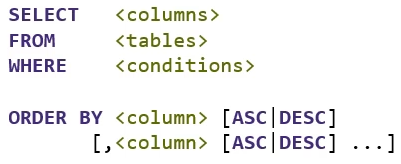 SELECT <columns>
FROM <tables>
WHERE <conditions>
ORDER BY <column> [ASC|DESC]
[,<column> [ASC|DESC] ...]